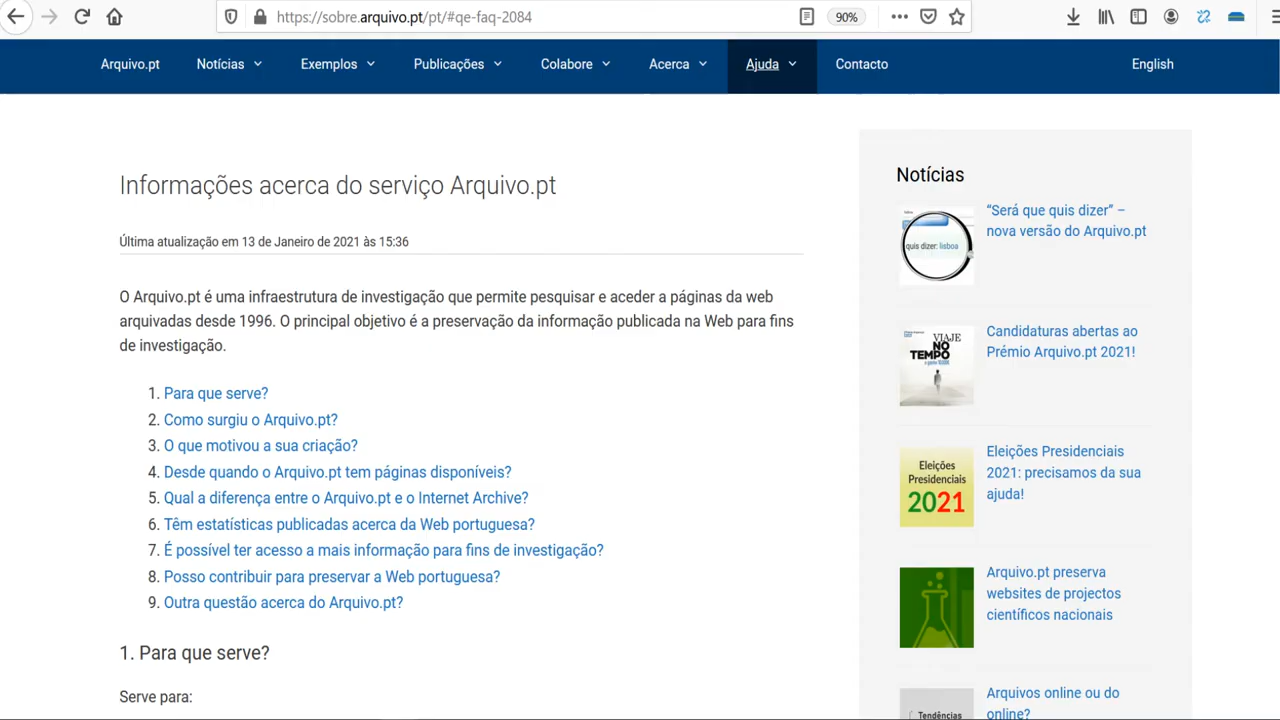 https://sobre.arquivo.pt/pt/#qe-faq-2084
90%
Arquivo.pt Notícias Exemplos Publicações Colabore Acerca Ajuda Contacto English
Informações acerca do serviço Arquivo.pt
Última atualização em 13 de Janeiro de 2021 às 15:36
O Arquivo.pt é uma infraestrutura de investigação que permite pesquisar e aceder a páginas da web
arquivadas desde 1996. O principal objetivo é a preservação da informação publicada na Web para fins
de investigação.
1. Para que serve?
2. Como surgiu o Arquivo.pt?
3. O que motivou a sua criação?
4. Desde quando o Arquivo.pt tem páginas disponíveis?
5. Qual a diferença entre o Arquivo.pt e o Internet Archive?
6. Têm estatísticas publicadas acerca da Web portuguesa?
7. É possível ter acesso a mais informação para fins de investigação?
8. Posso contribuir para preservar a Web portuguesa?
9. Outra questão acerca do Arquivo.pt?
1. Para que serve?
Serve para:
Notícias
quis dizer: lisboa
“Será que quis dizer” –
nova versão do Arquivo.pt
VIAJE
NO
TEMPO
Candidaturas abertas ao
Prémio Arquivo.pt 2021!
Eleições
Presidenciais
2021
Eleições Presidenciais
2021: precisamos da sua
ajuda!
Arquivo.pt preserva
websites de projectos
científicos nacionais
Tendências
Arquivos online ou do
online?